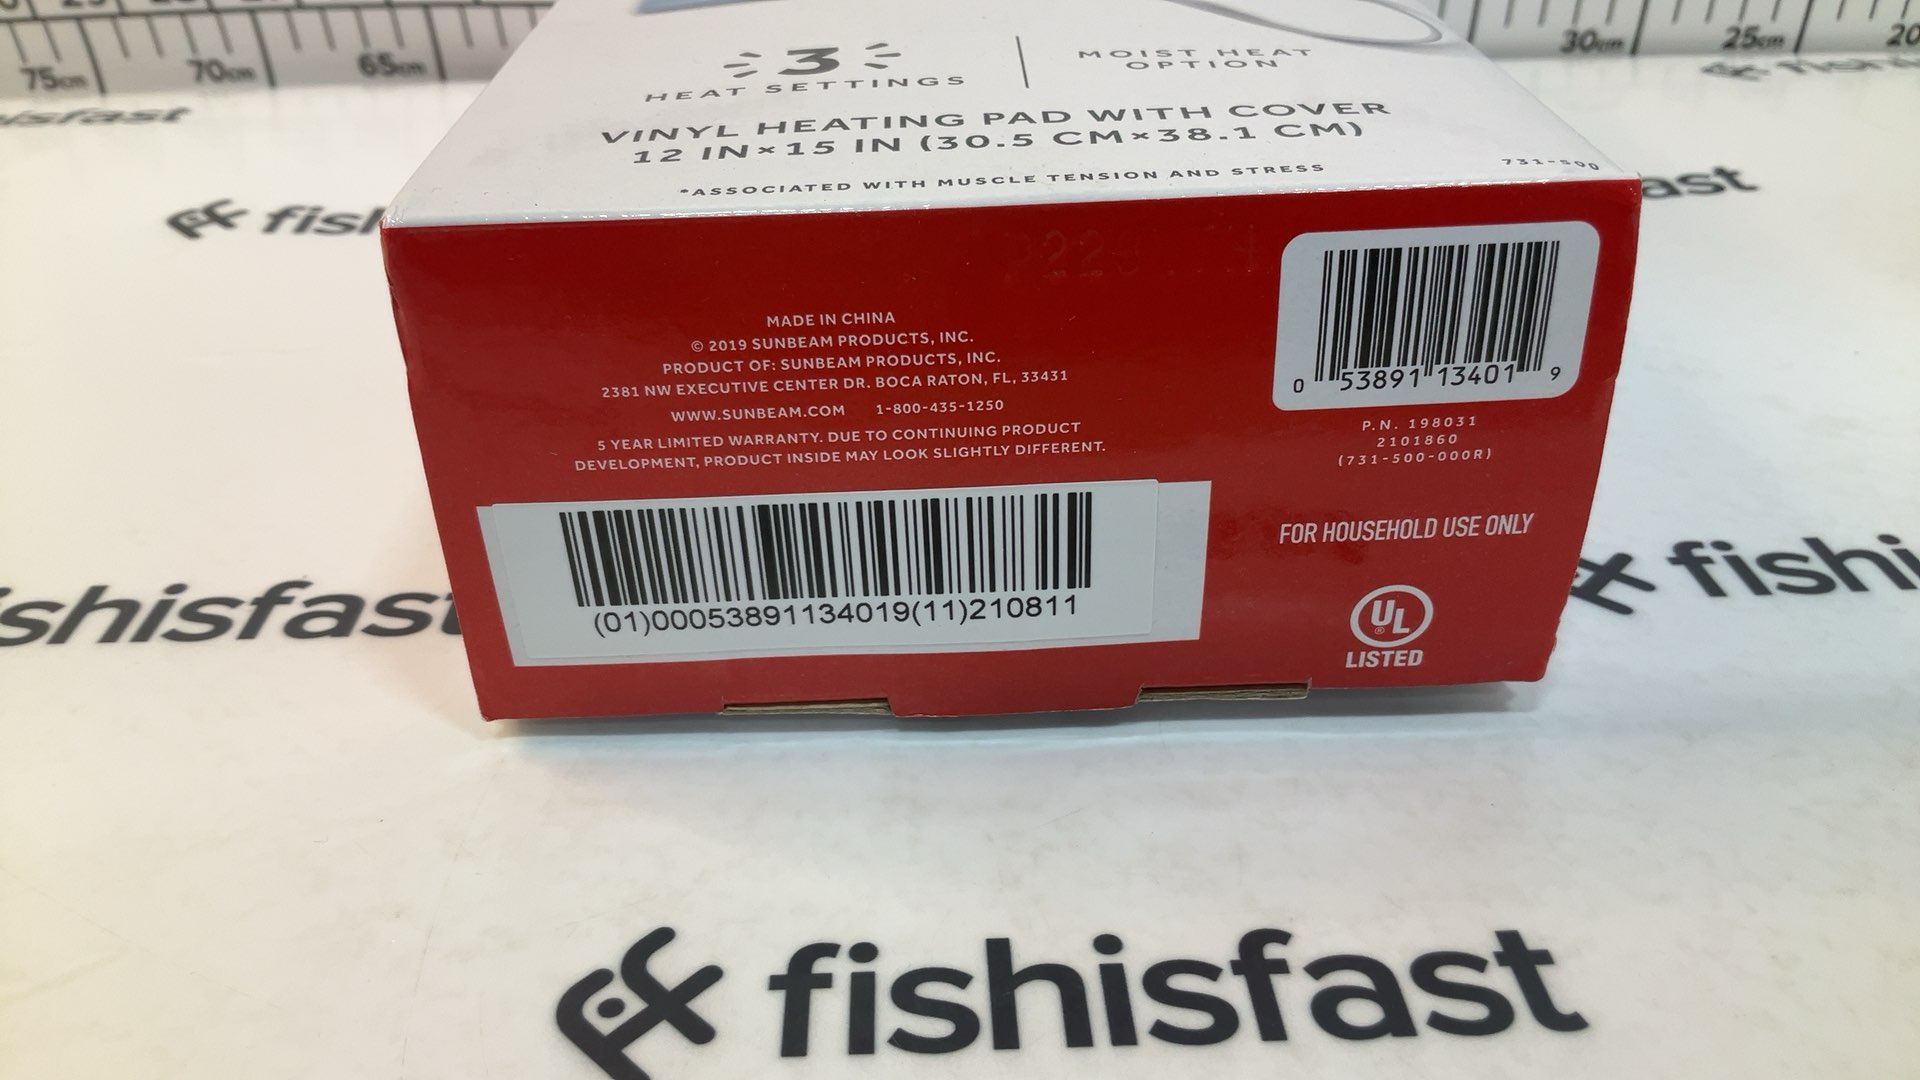 75cm 70cm 65cm
30cm 25cm 20
3
HEAT SETTINGS
MOIST HEAT
OPTION
VINYL HEATING PAD WITH COVER
12 IN×15 IN (30.5 CM×38.1 CM)
*ASSOCIATED WITH MUSCLE TENSION AND STRESS
731-500
MADE IN CHINA
© 2019 SUNBEAM PRODUCTS, INC.
PRODUCT OF: SUNBEAM PRODUCTS, INC.
2381 NW EXECUTIVE CENTER DR. BOCA RATON, FL, 33431
WWW.SUNBEAM.COM 1-800-435-1250
5 YEAR LIMITED WARRANTY. DUE TO CONTINUING PRODUCT
DEVELOPMENT, PRODUCT INSIDE MAY LOOK SLIGHTLY DIFFERENT.
0 53891 13401 9
P.N. 198031
2101860
(731-500-000R)
(01)00053891134019(11)210811
FOR HOUSEHOLD USE ONLY
UL
®
LISTED
fishisfast